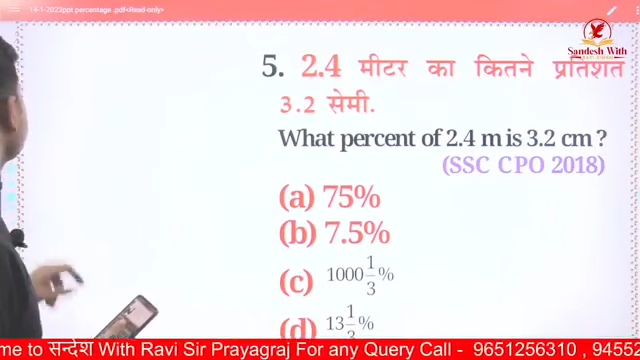 14-1-2023ppt percentage .pdf<Read-only>
Sandesh With
5. 2.4 मीटर का कितने प्रतिशत
3.2 सेमी.
What percent of 2.4 m is 3.2 cm ?
(SSC CPO 2018)
(a) 75%
(b) 7.5%
(c) 1000 1/3 %
(d) 13 1/3 %
me to सन्देश With Ravi Sir Prayagraj For any Query Call - 9651256310 , 94552